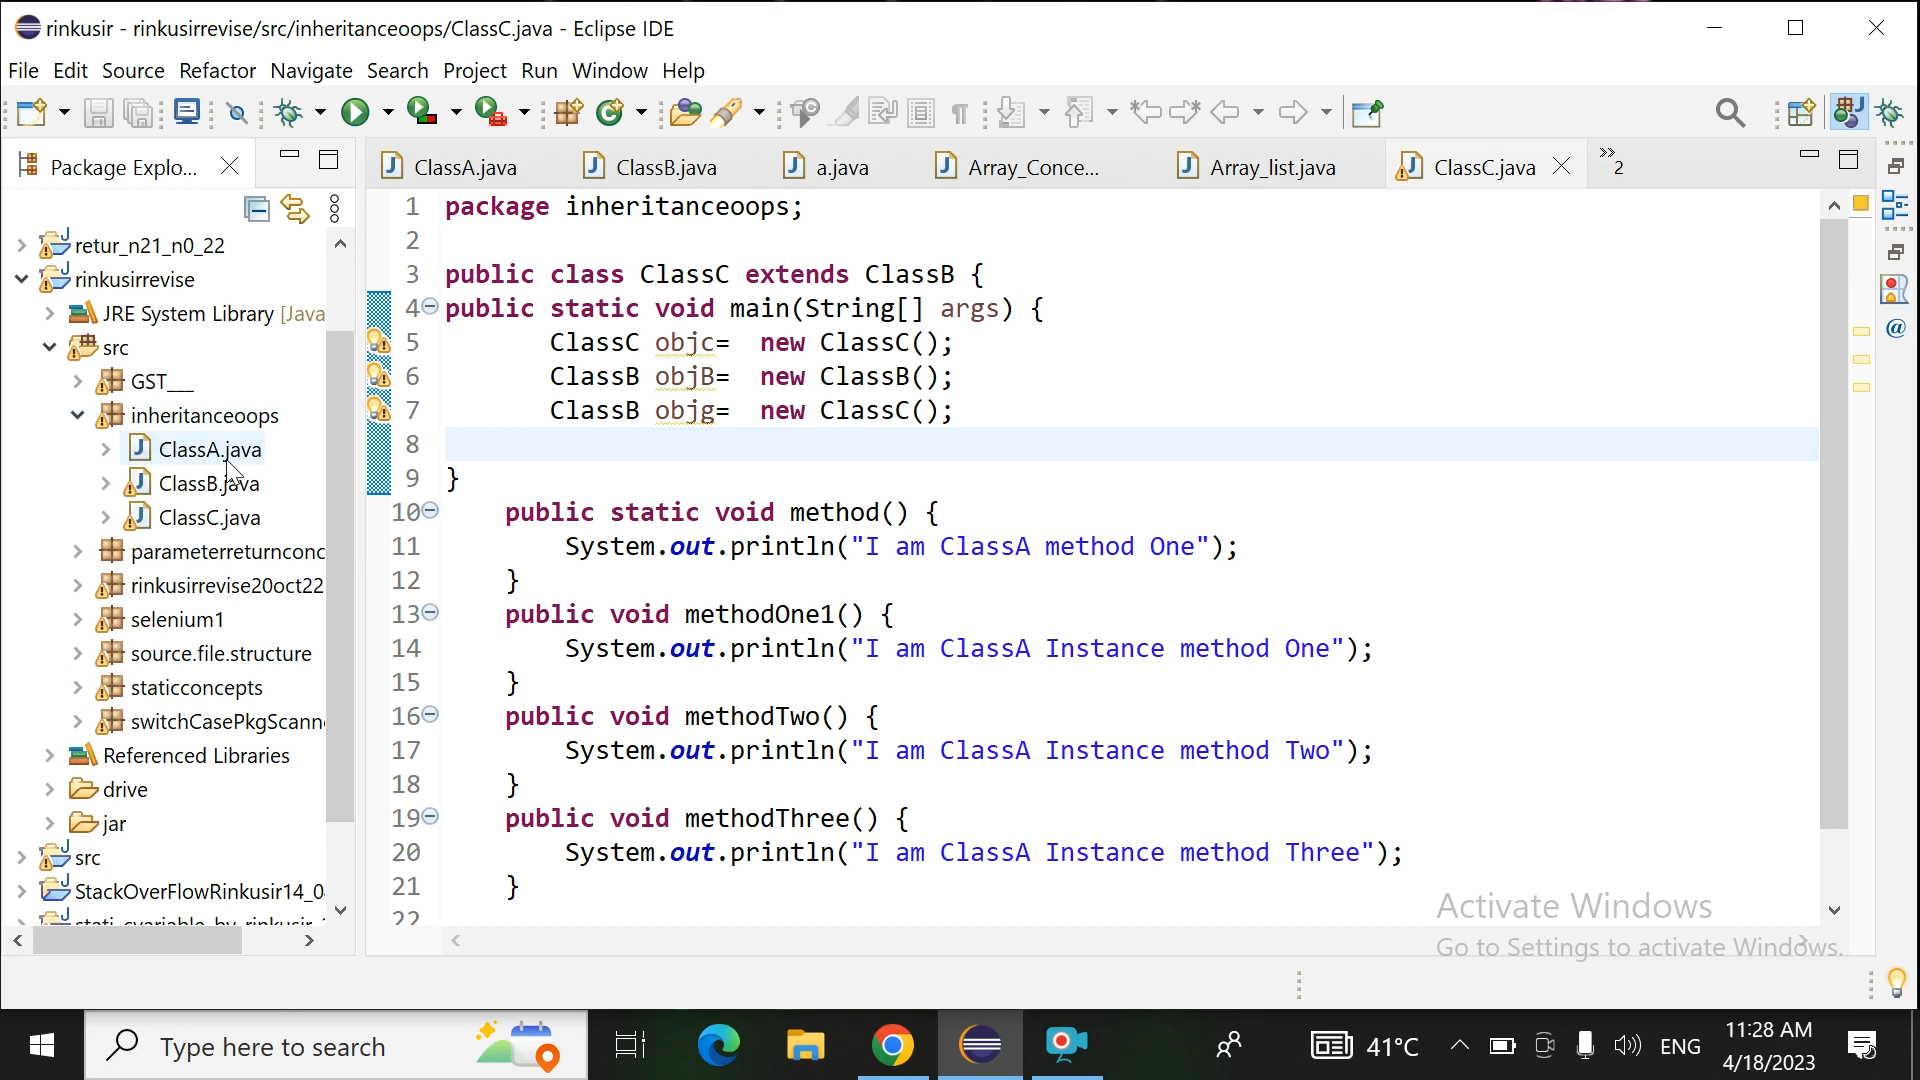 rinkusir - rinkusirrevise/src/inheritanceoops/ClassC.java - Eclipse IDE
File Edit Source Refactor Navigate Search Project Run Window Help
Package Explo...
ClassA.java ClassB.java a.java Array_Conce... Array_list.java ClassC.java »2
retur_n21_n0_22
rinkusirrevise
JRE System Library [Java
src
GST___
inheritanceoops
ClassA.java
ClassB.java
ClassC.java
parameterreturnconc
rinkusirrevise20oct22
selenium1
source.file.structure
staticconcepts
switchCasePkgScann
Referenced Libraries
drive
jar
src
StackOverFlowRinkusir14_0
1 package inheritanceoops;
2
3 public class ClassC extends ClassB {
4 public static void main(String[] args) {
5 ClassC objc= new ClassC();
6 ClassB objB= new ClassB();
7 ClassB objg= new ClassC();
8
9 }
10 public static void method() {
11 System.out.println("I am ClassA method One");
12 }
13 public void methodOne1() {
14 System.out.println("I am ClassA Instance method One");
15 }
16 public void methodTwo() {
17 System.out.println("I am ClassA Instance method Two");
18 }
19 public void methodThree() {
20 System.out.println("I am ClassA Instance method Three");
21 }
22
Activate Windows
Go to Settings to activate Windows.
Type here to search
41°C
ENG
11:28 AM
4/18/2023